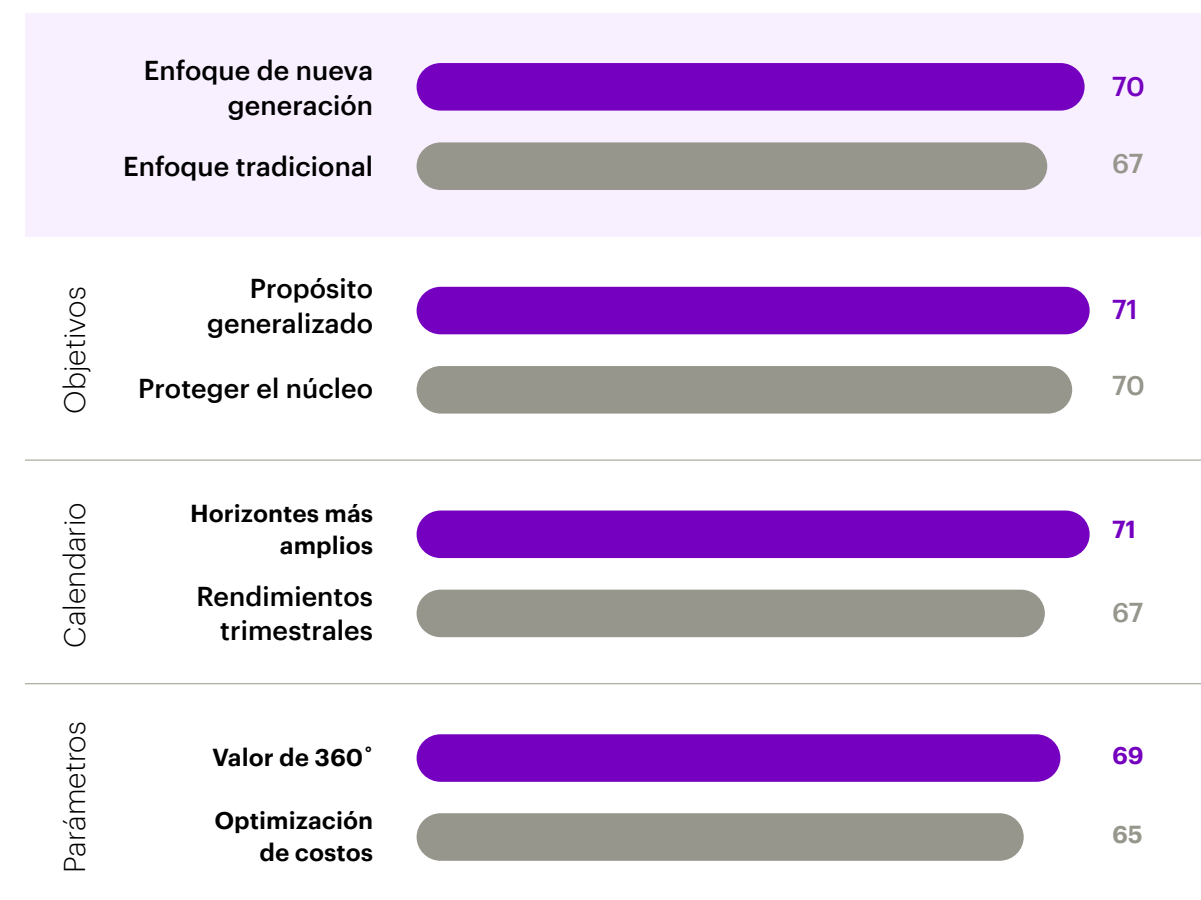 Enfoque de nueva
generación
70
Enfoque tradicional
67
Objetivos
Propósito
generalizado
71
Proteger el núcleo
70
Calendario
Horizontes más
amplios
71
Rendimientos
trimestrales
67
Parámetros
Valor de 360˚
69
Optimización
de costos
65